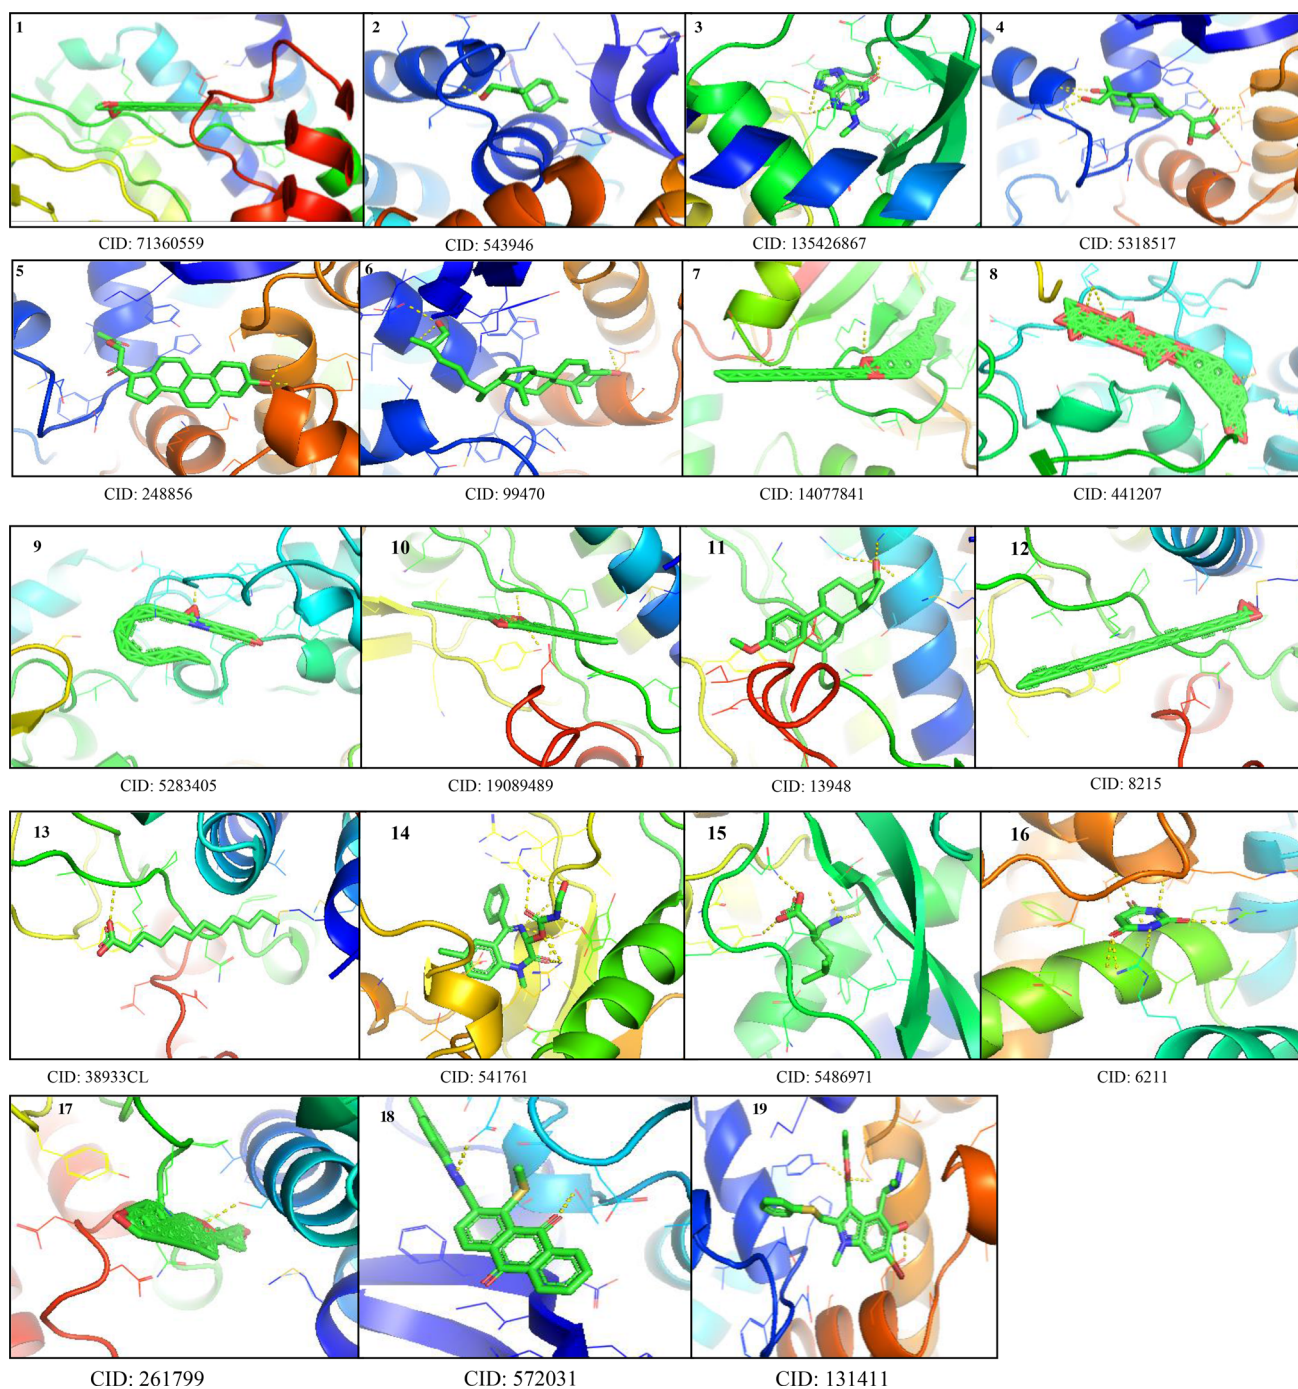 1 2 3 4
CID: 71360559 CID: 543946 CID: 135426867 CID: 5318517
5 6 7 8
CID: 248856 CID: 99470 CID: 14077841 CID: 441207
9 10 11 12
CID: 5283405 CID: 19089489 CID: 13948 CID: 8215
13 14 15 16
CID: 38933CL CID: 541761 CID: 5486971 CID: 6211
17 18 19
CID: 261799 CID: 572031 CID: 131411